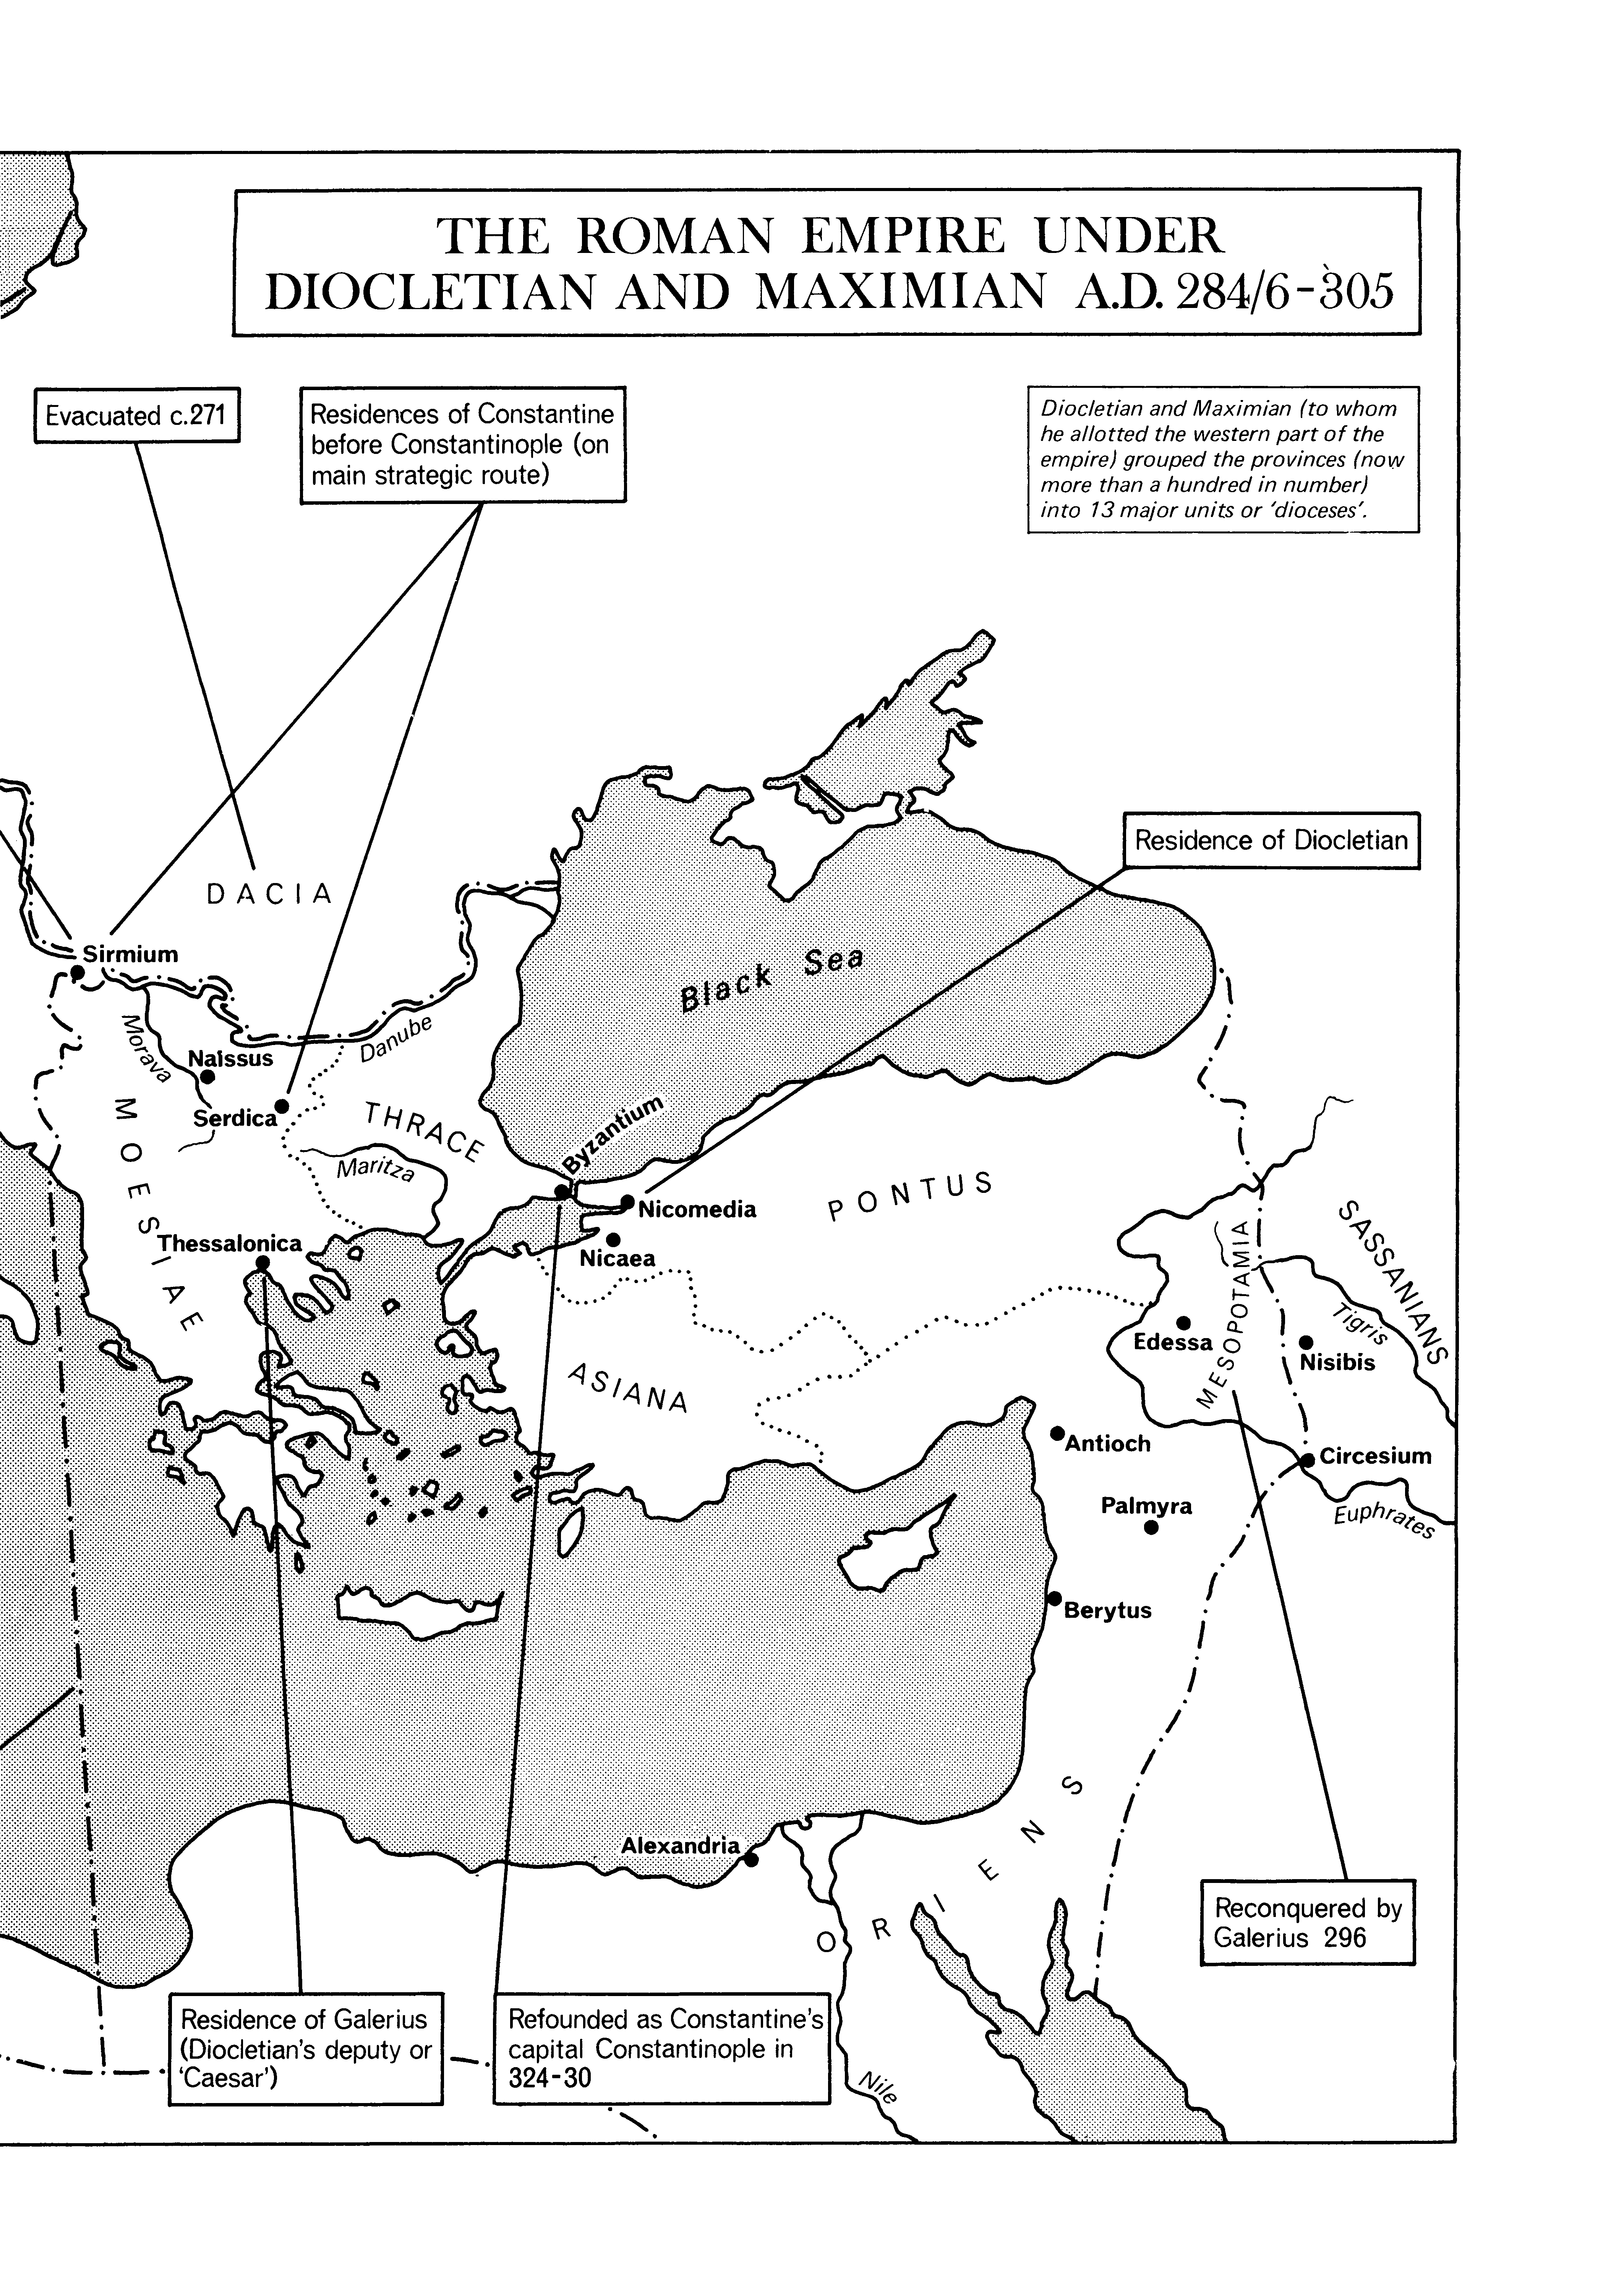 THE ROMAN EMPIRE UNDER
DIOCLETIAN AND MAXIMIAN A.D. 284/6-305
Evacuated c.271
Residences of Constantine
before Constantinople (on
main strategic route)
Diocletian and Maximian (to whom
he allotted the western part of the
empire) grouped the provinces (now
more than a hundred in number)
into 13 major units or 'dioceses'.
Residence of Diocletian
DACIA
Sirmium
Black Sea
Danube
Morava
Naissus
Serdica
THRACE
Byzantium
Maritza
MOESIAE
PONTUS
Nicomedia
Nicaea
Thessalonica
SASSANIANS
MESOPOTAMIA
Tigris
Edessa
Nisibis
ASIANA
Antioch
Circesium
Palmyra
Euphrates
Berytus
Alexandria
ORIENS
Reconquered by
Galerius 296
Residence of Galerius
(Diocletian's deputy or
'Caesar')
Refounded as Constantine's
capital Constantinople in
324-30
Nile